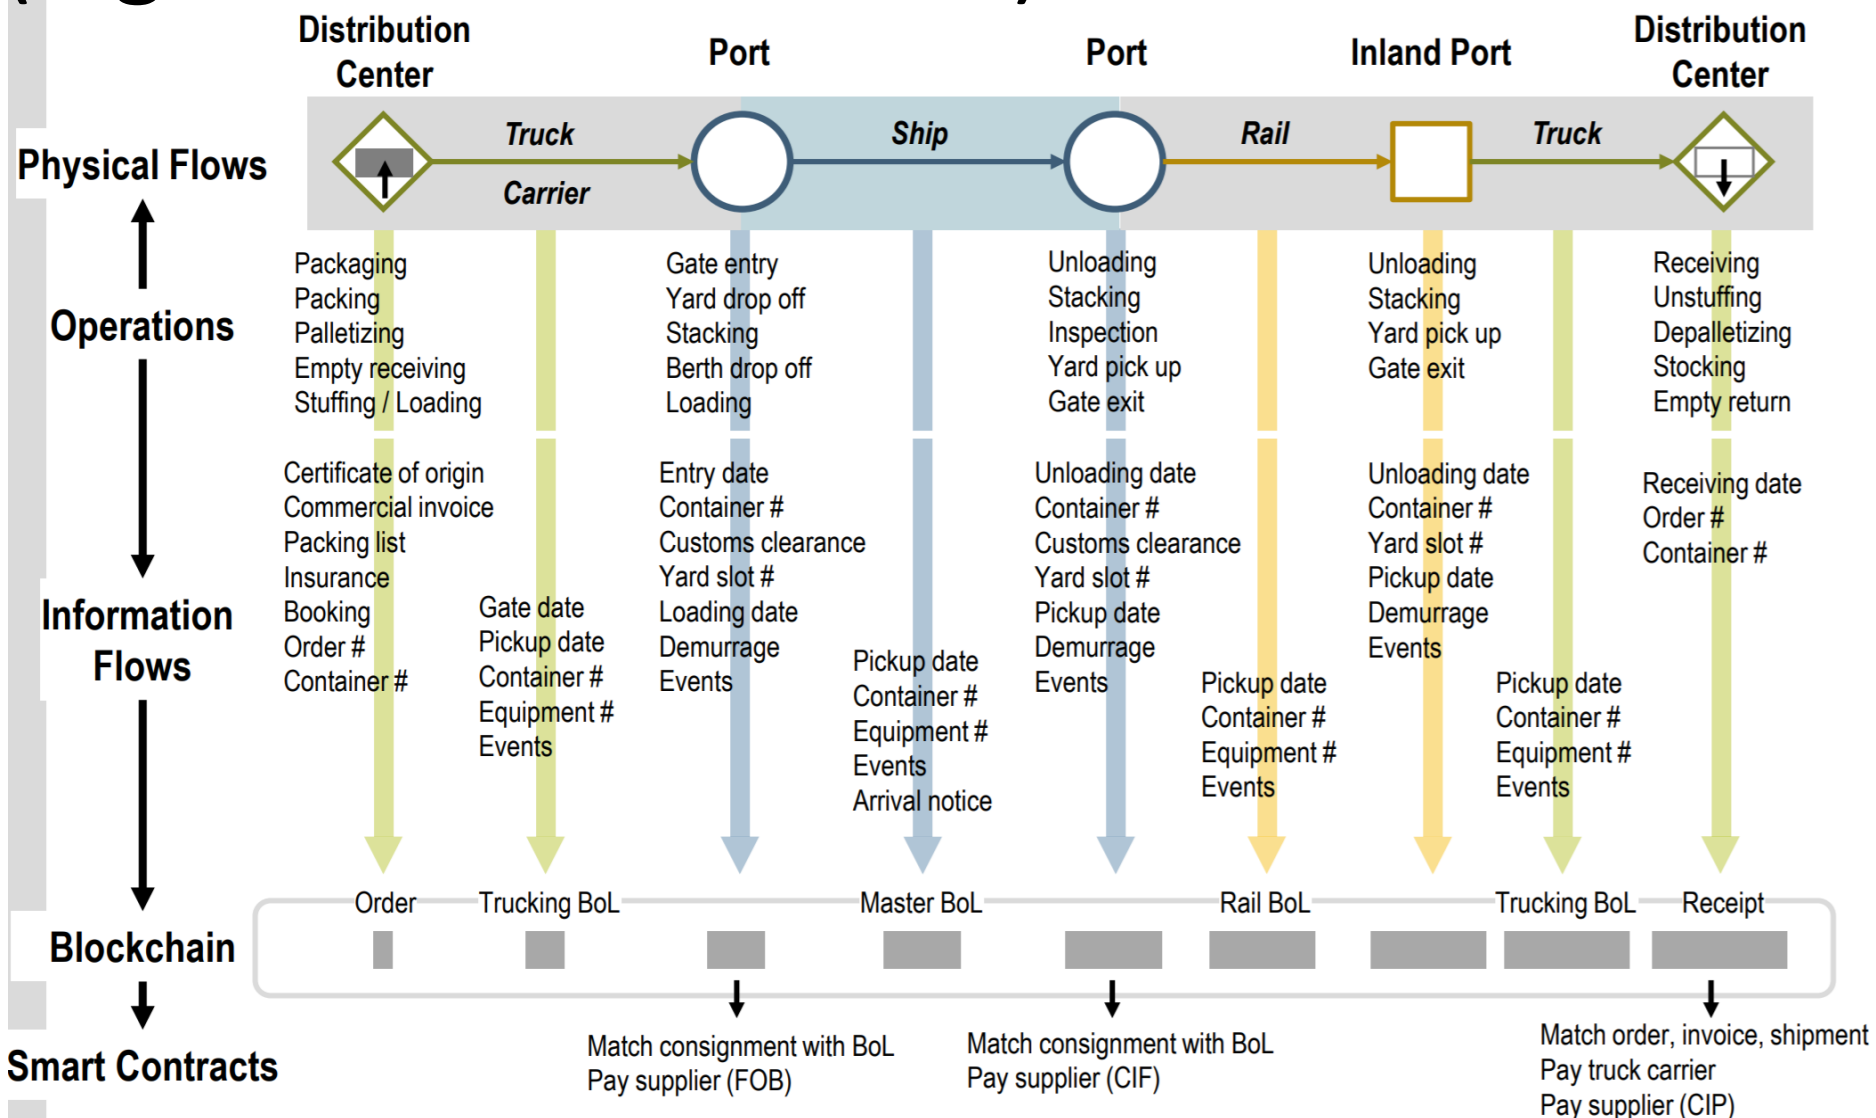 Distribution
Center
Port
Port
Inland Port
Distribution
Center
Physical Flows
Truck
Carrier
Ship
Rail
Truck
Operations
Packaging
Packing
Palletizing
Empty receiving
Stuffing / Loading
Gate entry
Yard drop off
Stacking
Berth drop off
Loading
Unloading
Stacking
Inspection
Yard pick up
Gate exit
Unloading
Stacking
Yard pick up
Gate exit
Receiving
Unstuffing
Depalletizing
Stocking
Empty return
Information
Flows
Certificate of origin
Commercial invoice
Packing list
Insurance
Booking
Order #
Container #
Gate date
Pickup date
Container #
Equipment #
Events
Entry date
Container #
Customs clearance
Yard slot #
Loading date
Demurrage
Events
Pickup date
Container #
Equipment #
Events
Arrival notice
Unloading date
Container #
Customs clearance
Yard slot #
Pickup date
Demurrage
Events
Pickup date
Container #
Equipment #
Events
Unloading date
Container #
Yard slot #
Pickup date
Demurrage
Events
Pickup date
Container #
Equipment #
Events
Receiving date
Order #
Container #
Blockchain
Order
Trucking BoL
Master BoL
Rail BoL
Trucking BoL
Receipt
Smart Contracts
Match consignment with BoL
Pay supplier (FOB)
Match consignment with BoL
Pay supplier (CIF)
Match order, invoice, shipment
Pay truck carrier
Pay supplier (CIP)